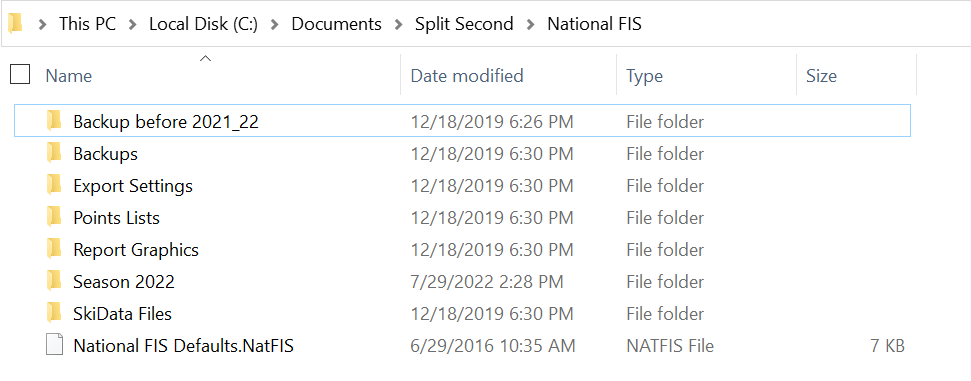 This PC > Local Disk (C:) > Documents > Split Second > National FIS
Name Date modified Type Size
Backup before 2021_22 12/18/2019 6:26 PM File folder
Backups 12/18/2019 6:30 PM File folder
Export Settings 12/18/2019 6:30 PM File folder
Points Lists 12/18/2019 6:30 PM File folder
Report Graphics 12/18/2019 6:30 PM File folder
Season 2022 7/29/2022 2:28 PM File folder
SkiData Files 12/18/2019 6:30 PM File folder
National FIS Defaults.NatFIS 6/29/2016 10:35 AM NATFIS File 7 KB